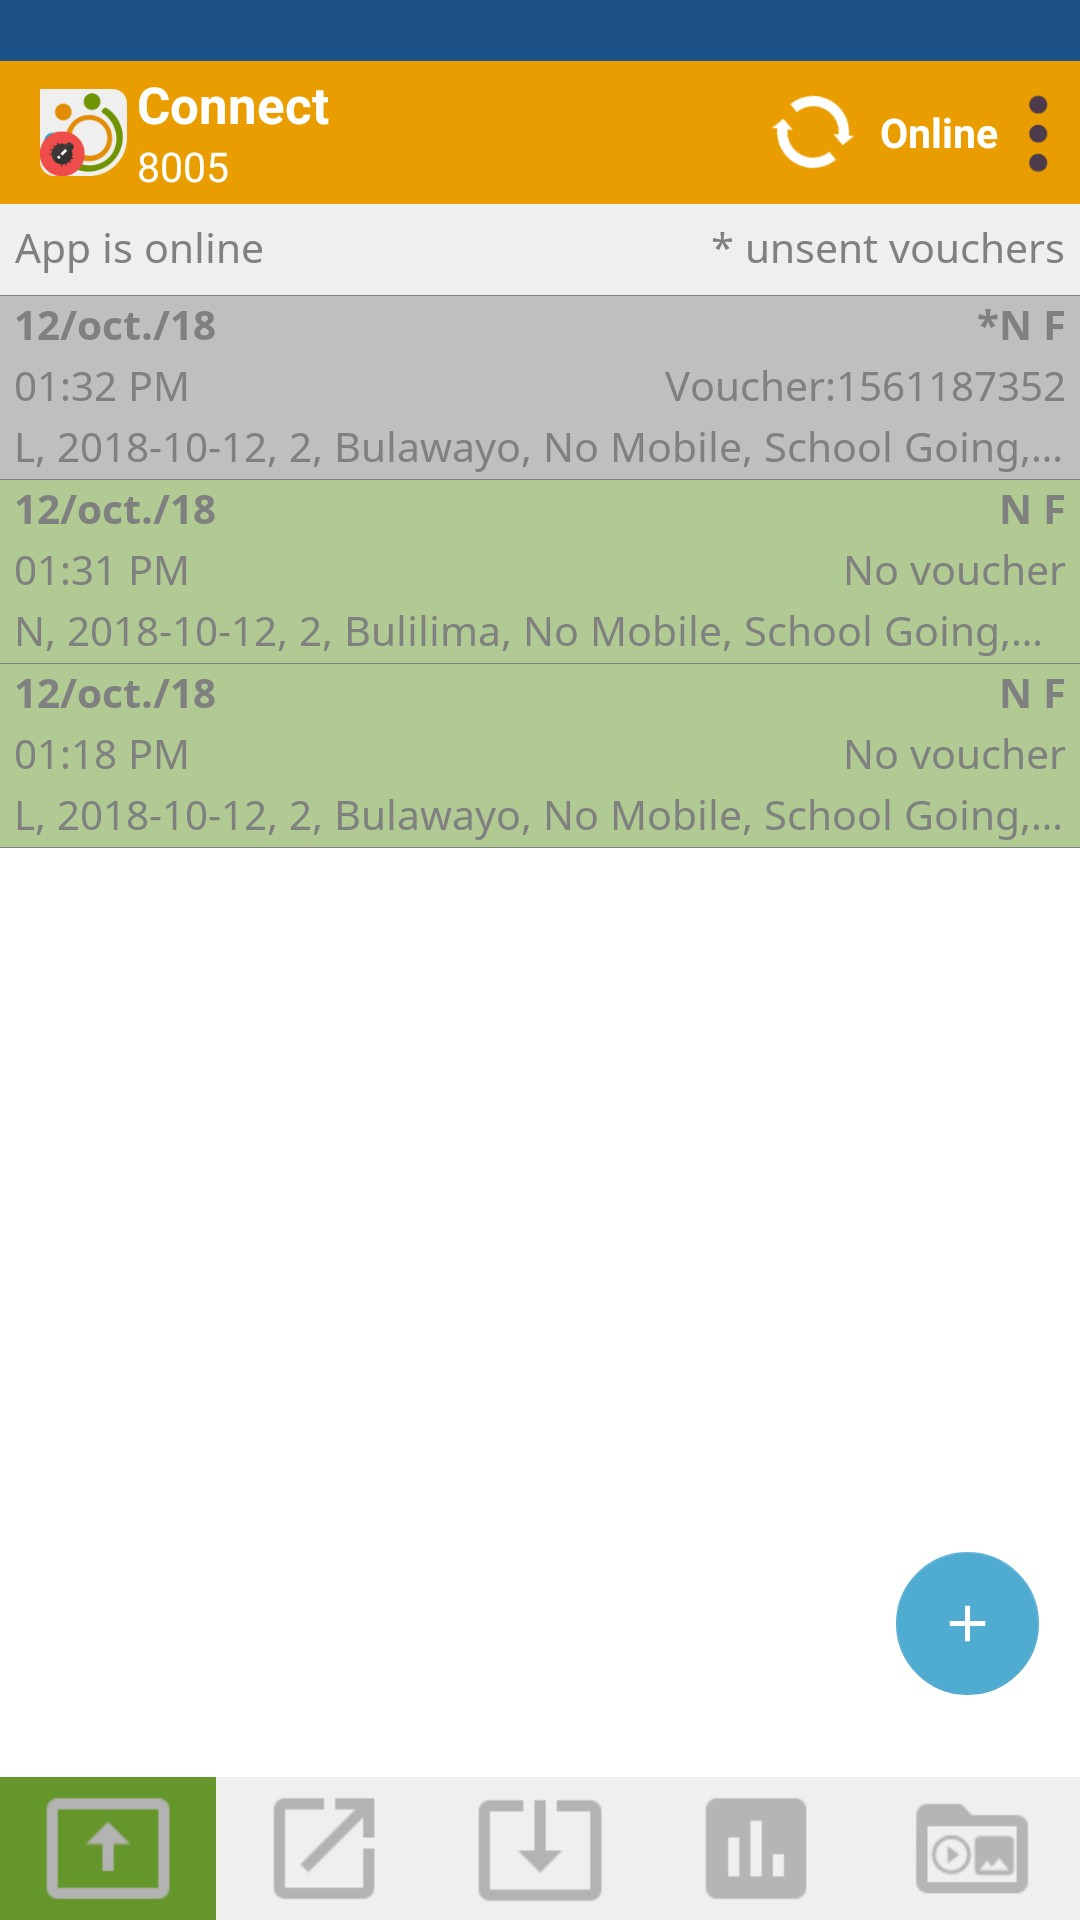 Connect
8005
Online
App is online
* unsent vouchers
12/oct./18
*N F
01:32 PM
Voucher:1561187352
L, 2018-10-12, 2, Bulawayo, No Mobile, School Going,...
12/oct./18
N F
01:31 PM
No voucher
N, 2018-10-12, 2, Bulilima, No Mobile, School Going,...
12/oct./18
N F
01:18 PM
No voucher
L, 2018-10-12, 2, Bulawayo, No Mobile, School Going,...